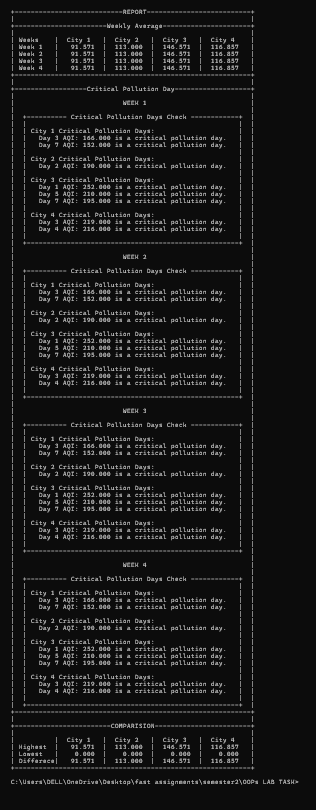 +===========================REPORT==========================+
+=======================Weekly Average======================+
| Weeks | City 1 | City 2 | City 3 | City 4 |
| Week 1 | 91.571 | 113.000 | 146.571 | 116.857 |
| Week 2 | 91.571 | 113.000 | 146.571 | 116.857 |
| Week 3 | 91.571 | 113.000 | 146.571 | 116.857 |
| Week 4 | 91.571 | 113.000 | 146.571 | 116.857 |
+==================Critical Pollution Day===================+
WEEK 1
+---------- Critical Pollution Days Check ------------+
City 1 Critical Pollution Days:
Day 3 AQI: 166.000 is a critical pollution day.
Day 7 AQI: 152.000 is a critical pollution day.
City 2 Critical Pollution Days:
Day 2 AQI: 190.000 is a critical pollution day.
City 3 Critical Pollution Days:
Day 1 AQI: 252.000 is a critical pollution day.
Day 5 AQI: 210.000 is a critical pollution day.
Day 7 AQI: 195.000 is a critical pollution day.
City 4 Critical Pollution Days:
Day 3 AQI: 219.000 is a critical pollution day.
Day 4 AQI: 216.000 is a critical pollution day.
WEEK 2
+---------- Critical Pollution Days Check ------------+
City 1 Critical Pollution Days:
Day 3 AQI: 166.000 is a critical pollution day.
Day 7 AQI: 152.000 is a critical pollution day.
City 2 Critical Pollution Days:
Day 2 AQI: 190.000 is a critical pollution day.
City 3 Critical Pollution Days:
Day 1 AQI: 252.000 is a critical pollution day.
Day 5 AQI: 210.000 is a critical pollution day.
Day 7 AQI: 195.000 is a critical pollution day.
City 4 Critical Pollution Days:
Day 3 AQI: 219.000 is a critical pollution day.
Day 4 AQI: 216.000 is a critical pollution day.
WEEK 3
+---------- Critical Pollution Days Check ------------+
City 1 Critical Pollution Days:
Day 3 AQI: 166.000 is a critical pollution day.
Day 7 AQI: 152.000 is a critical pollution day.
City 2 Critical Pollution Days:
Day 2 AQI: 190.000 is a critical pollution day.
City 3 Critical Pollution Days:
Day 1 AQI: 252.000 is a critical pollution day.
Day 5 AQI: 210.000 is a critical pollution day.
Day 7 AQI: 195.000 is a critical pollution day.
City 4 Critical Pollution Days:
Day 3 AQI: 219.000 is a critical pollution day.
Day 4 AQI: 216.000 is a critical pollution day.
WEEK 4
+---------- Critical Pollution Days Check ------------+
City 1 Critical Pollution Days:
Day 3 AQI: 166.000 is a critical pollution day.
Day 7 AQI: 152.000 is a critical pollution day.
City 2 Critical Pollution Days:
Day 2 AQI: 190.000 is a critical pollution day.
City 3 Critical Pollution Days:
Day 1 AQI: 252.000 is a critical pollution day.
Day 5 AQI: 210.000 is a critical pollution day.
Day 7 AQI: 195.000 is a critical pollution day.
City 4 Critical Pollution Days:
Day 3 AQI: 219.000 is a critical pollution day.
Day 4 AQI: 216.000 is a critical pollution day.
+========================COMPARISION========================+
| | City 1 | City 2 | City 3 | City 4 |
| Highest | 91.571 | 113.000 | 146.571 | 116.857 |
| Lowest | 0.000 | 0.000 | 0.000 | 0.000 |
| Differece| 91.571 | 113.000 | 146.571 | 116.857 |
C:\Users\DELL\OneDrive\Desktop\fast assignments\semester2\OOPs LAB TASK>